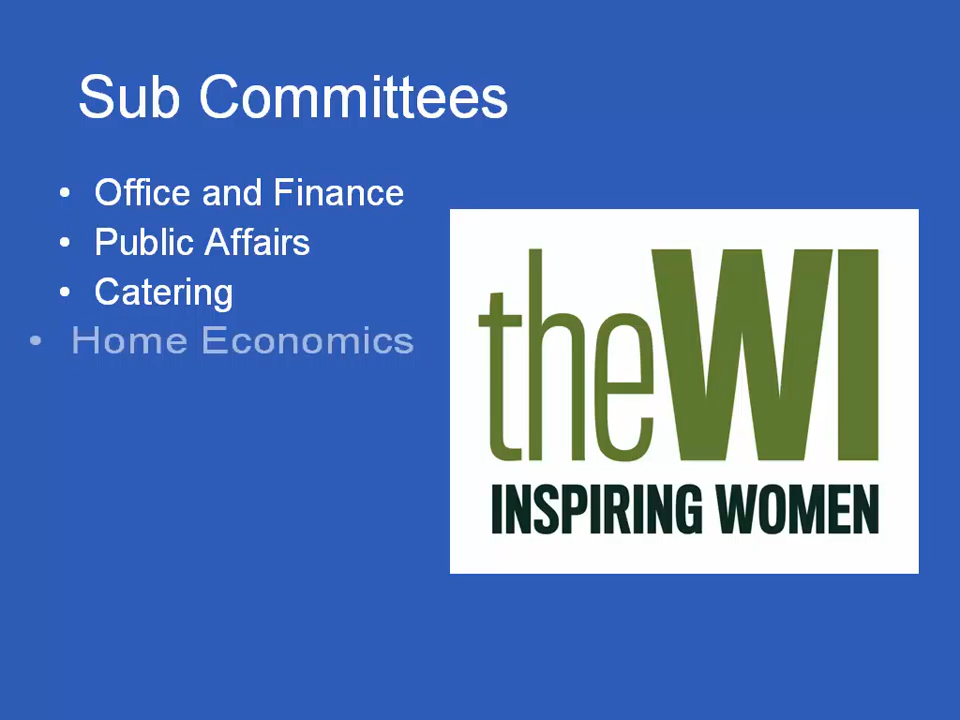 Sub Committees
• Office and Finance
• Public Affairs
• Catering
• Home Economics
theWI
INSPIRING WOMEN